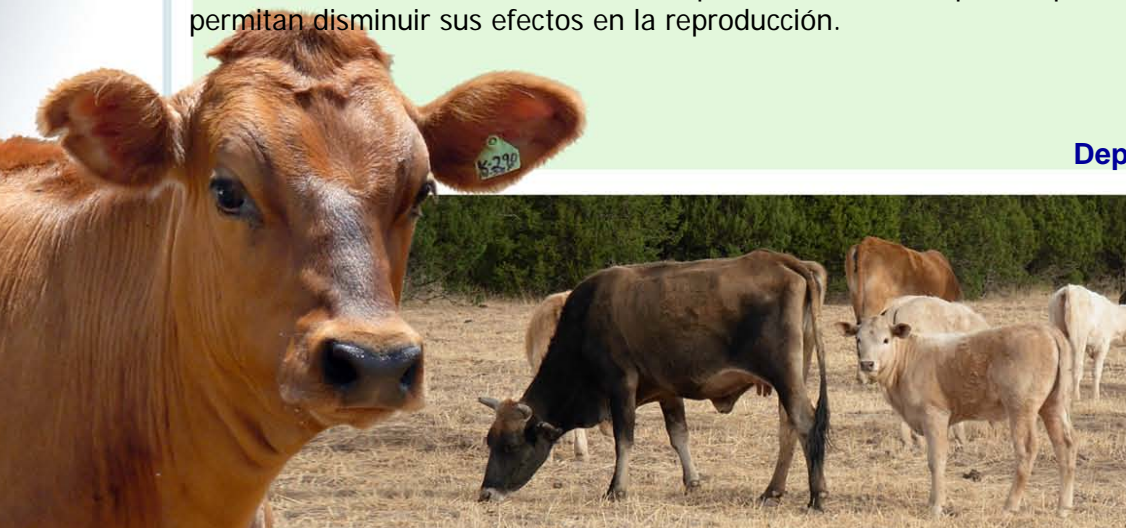 permitan disminuir sus efectos en la reproducción.
Dep
K-290